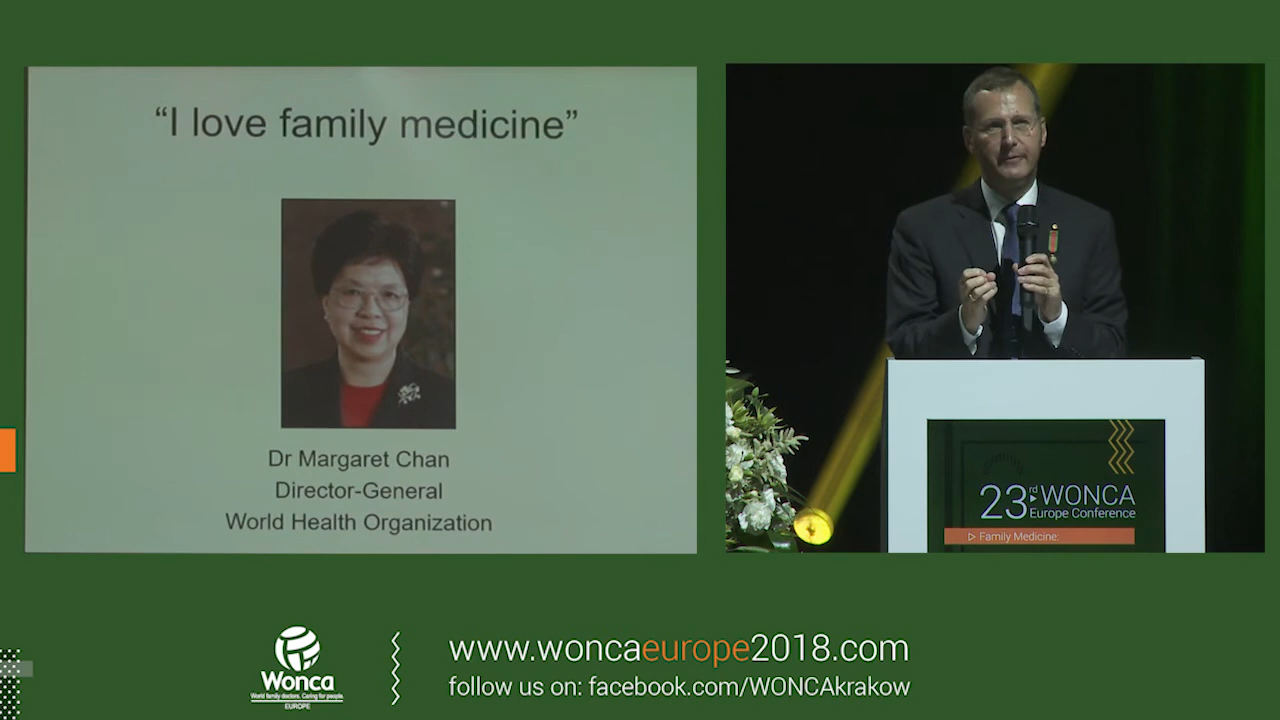 “I love family medicine”
Dr Margaret Chan
Director-General
World Health Organization
23rd WONCA
Europe Conference
Family Medicine:
Wonca
World family doctors. Caring for people.
EUROPE
www.woncaeurope2018.com
follow us on: facebook.com/WONCAkrakow